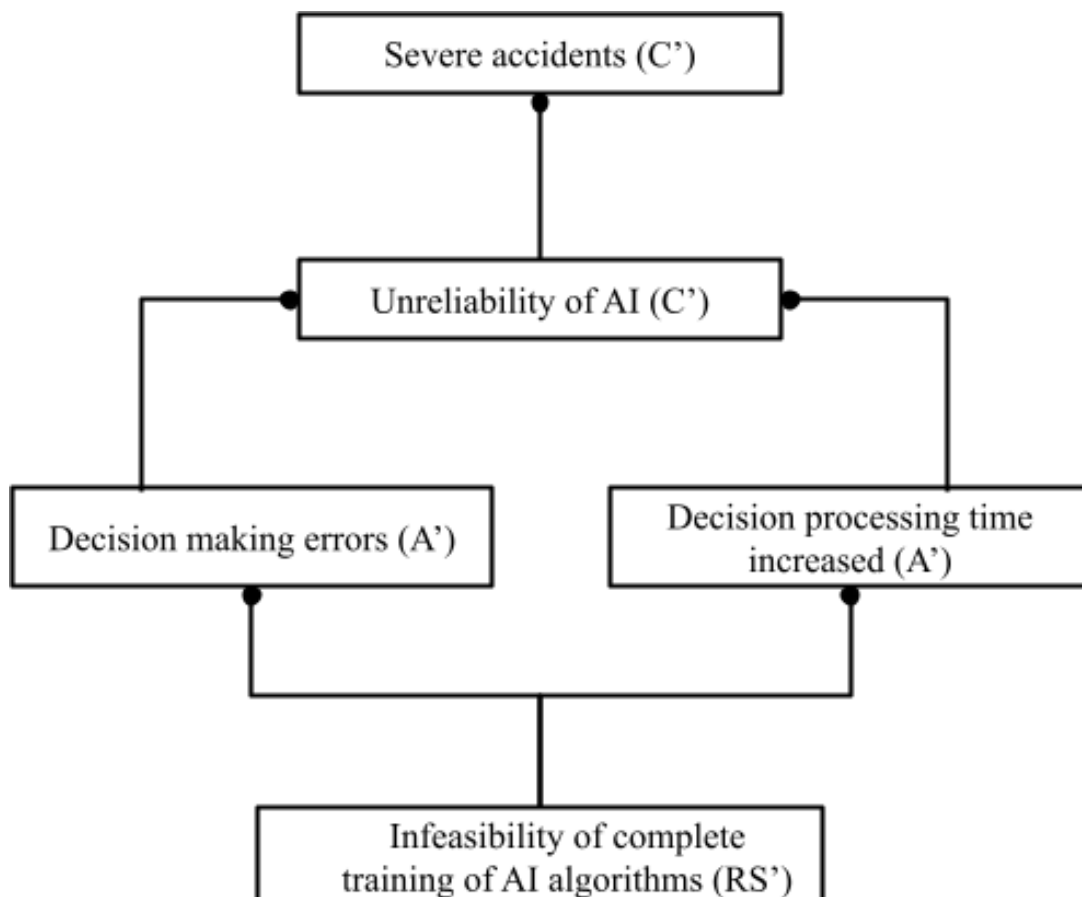 Severe accidents (C’)
Unreliability of AI (C’)
Decision making errors (A’)
Decision processing time
increased (A’)
Infeasibility of complete
training of AI algorithms (RS’)